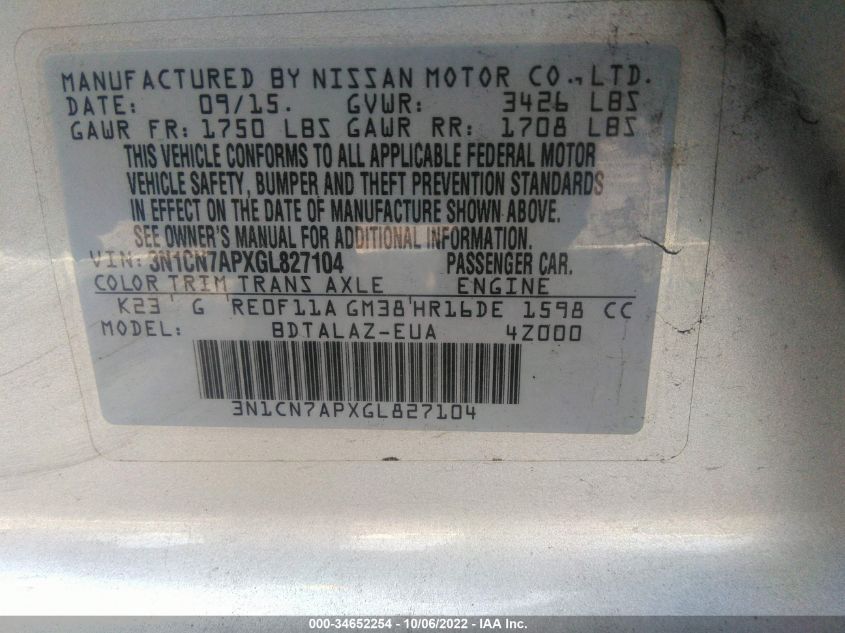 MANUFACTURED BY NISSAN MOTOR CO., LTD.
DATE: 09/15. GVWR: 3426 LBS
GAWR FR: 1750 LBS GAWR RR: 1708 LBS
THIS VEHICLE CONFORMS TO ALL APPLICABLE FEDERAL MOTOR
VEHICLE SAFETY, BUMPER AND THEFT PREVENTION STANDARDS
IN EFFECT ON THE DATE OF MANUFACTURE SHOWN ABOVE.
SEE OWNER'S MANUAL FOR ADDITIONAL INFORMATION.
VIN: 3N1CN7APXGL827104 PASSENGER CAR.
COLOR TRIM TRANS AXLE ENGINE
K23 G RE0F11A GM38 HR16DE 1598 CC
MODEL: BDTALAZ-EUA 4Z000
3N1CN7APXGL827104
000-34652254 - 10/06/2022 - IAA Inc.